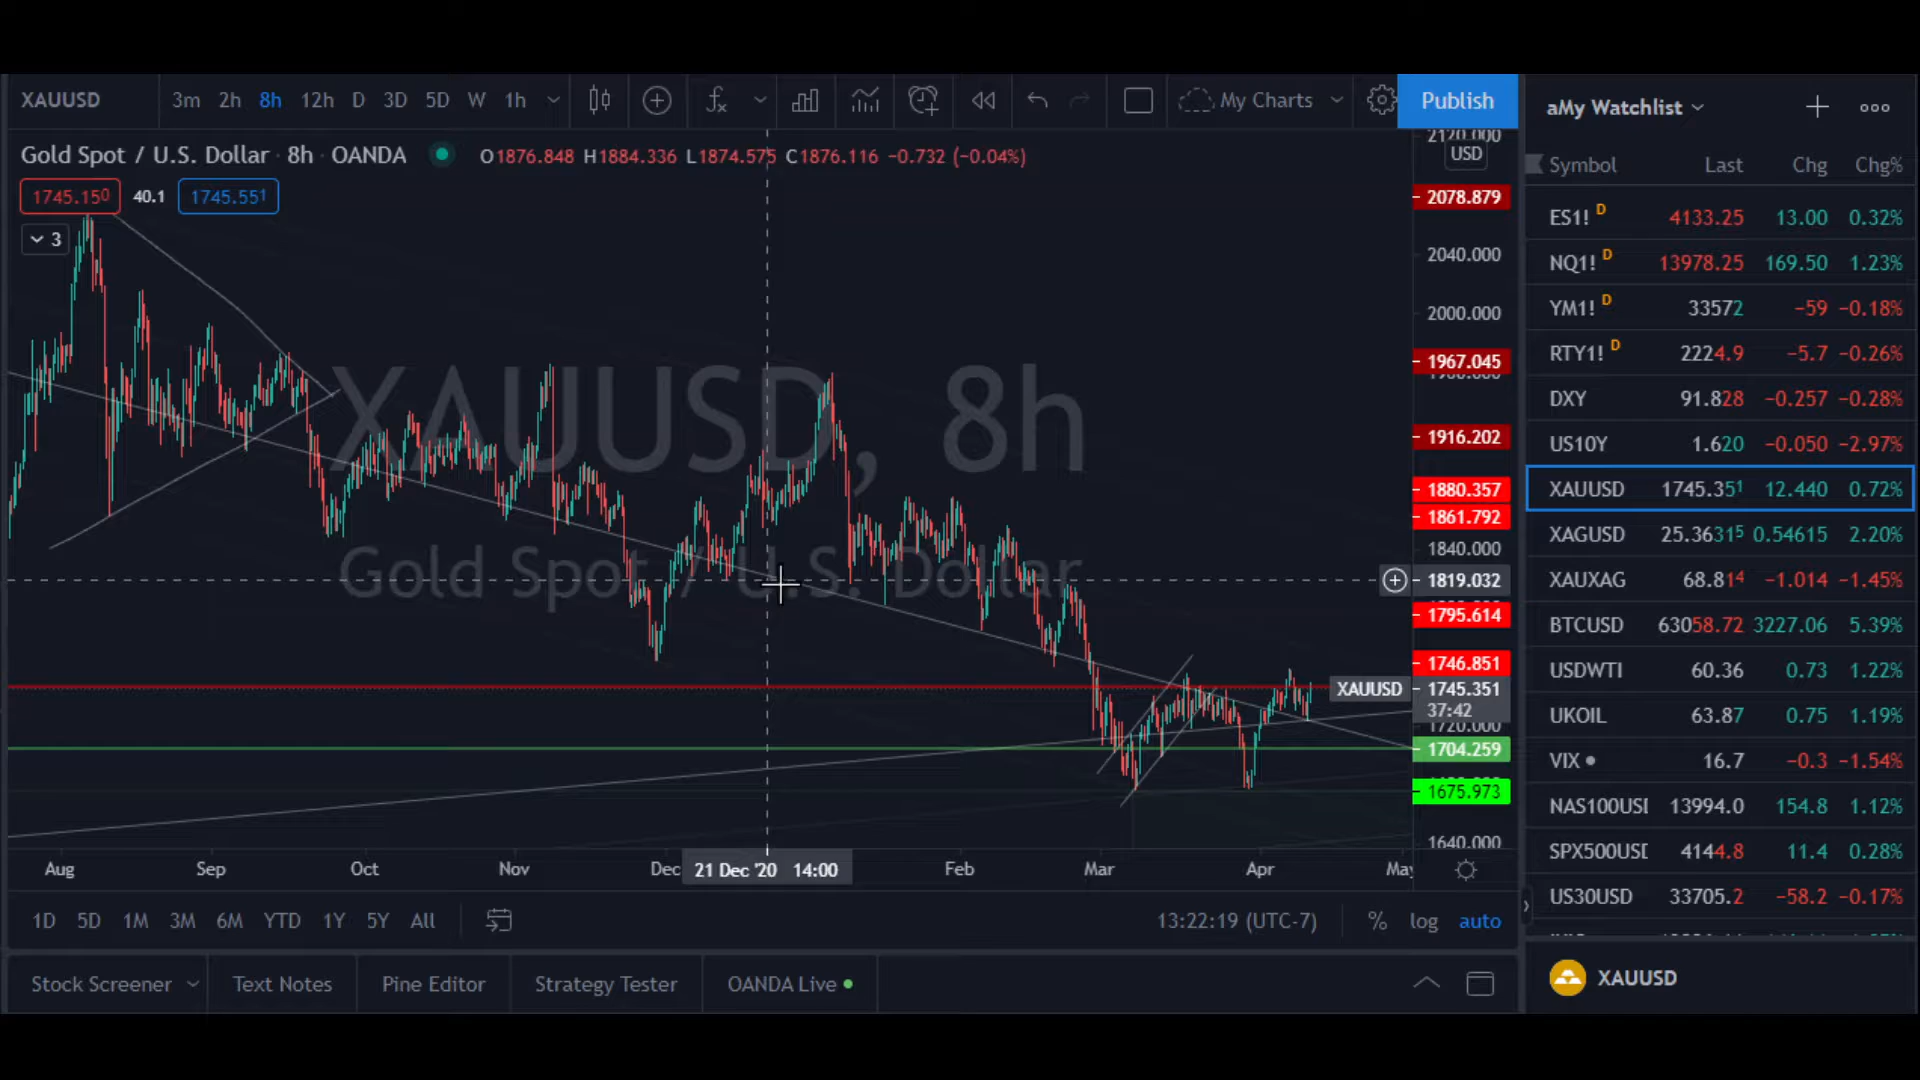 XAUUSD 3m 2h 8h 12h D 3D 5D W 1h fx My Charts Publish
Gold Spot / U.S. Dollar · 8h · OANDA O1876.848 H1884.336 L1874.575 C1876.116 −0.732 (−0.04%)
1745.150 40.1 1745.551
3
XAUUSD, 8h
Gold Spot / U.S. Dollar
2120.000
USD
2078.879
2040.000
2000.000
1967.045
1916.202
1880.357
1861.792
1840.000
1819.032
1795.614
1746.851
XAUUSD 1745.351
37:42
1720.000
1704.259
1675.973
1640.000
Aug Sep Oct Nov Dec 21 Dec '20 14:00 Feb Mar Apr May
1D 5D 1M 3M 6M YTD 1Y 5Y All 13:22:19 (UTC-7) % log auto
Stock Screener Text Notes Pine Editor Strategy Tester OANDA Live
aMy Watchlist
Symbol Last Chg Chg%
ES1! D 4133.25 13.00 0.32%
NQ1! D 13978.25 169.50 1.23%
YM1! D 33572 −59 −0.18%
RTY1! D 2224.9 −5.7 −0.26%
DXY 91.828 −0.257 −0.28%
US10Y 1.620 −0.050 −2.97%
XAUUSD 1745.351 12.440 0.72%
XAGUSD 25.36315 0.54615 2.20%
XAUXAG 68.814 −1.014 −1.45%
BTCUSD 63058.72 3227.06 5.39%
USDWTI 60.36 0.73 1.22%
UKOIL 63.87 0.75 1.19%
VIX 16.7 −0.3 −1.54%
NAS100USD 13994.0 154.8 1.12%
SPX500USD 4144.8 11.4 0.28%
US30USD 33705.2 −58.2 −0.17%
XAUUSD